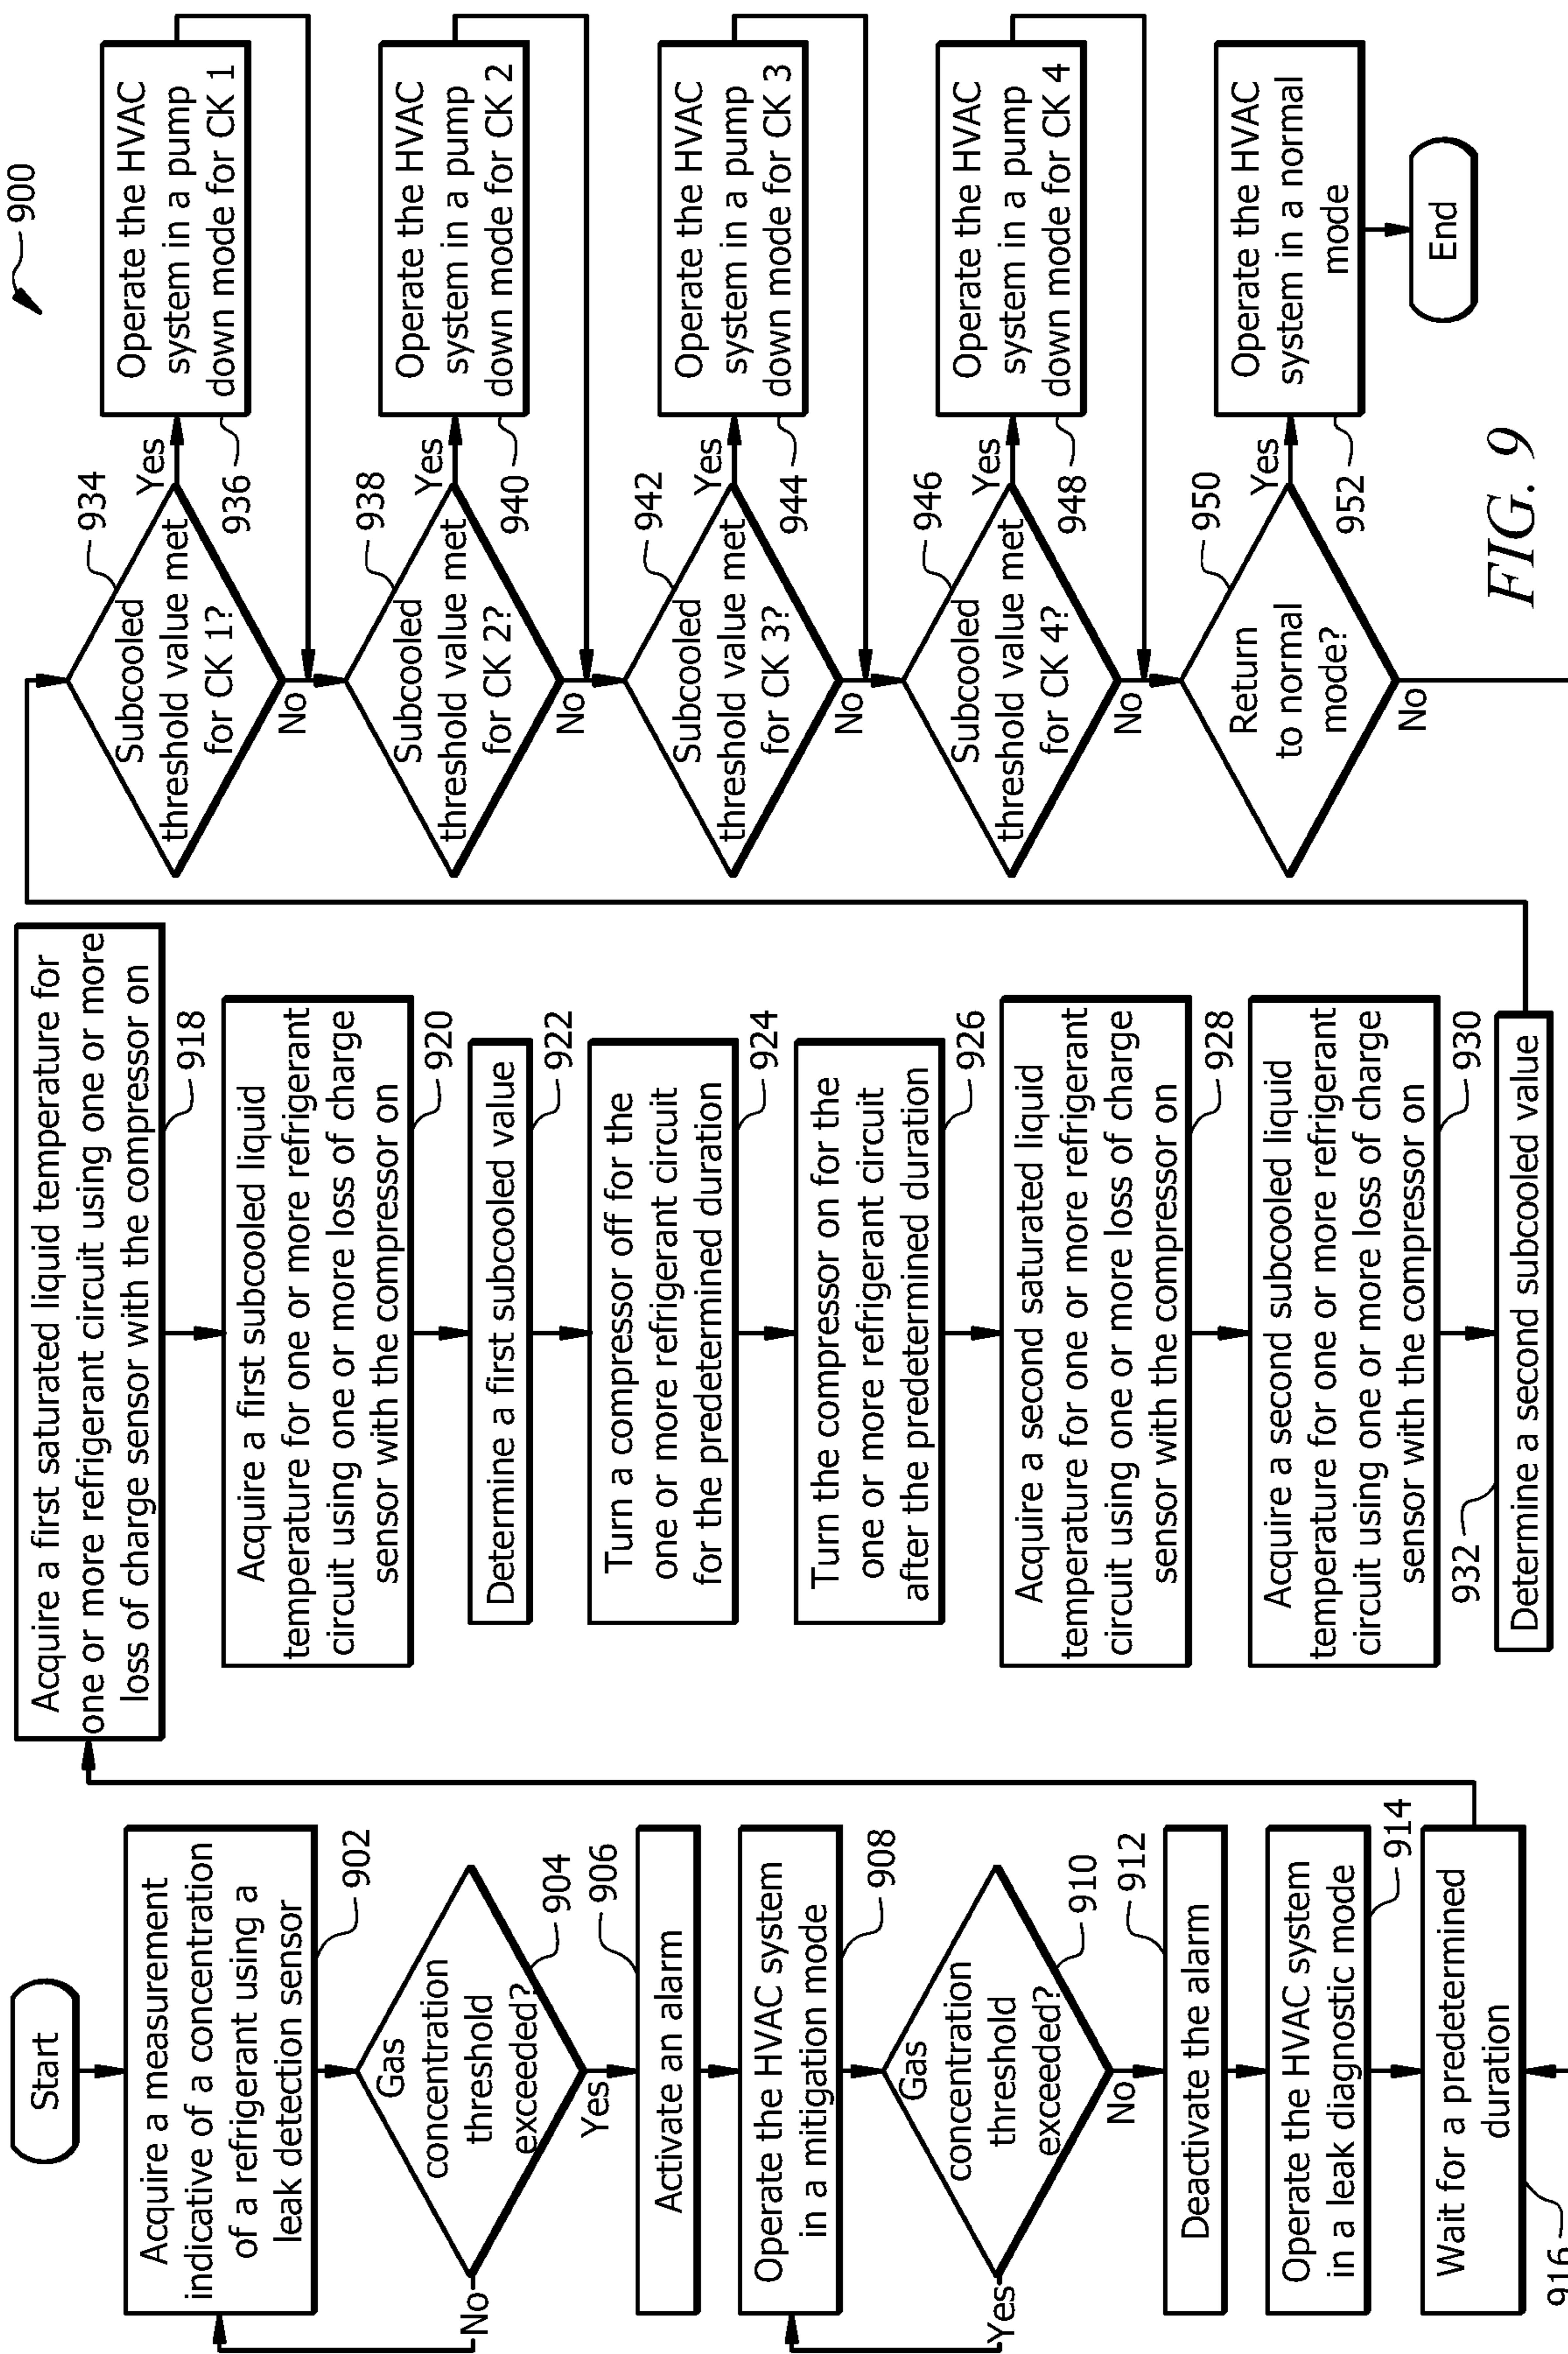 900
Start
Acquire a measurement
indicative of a concentration
of a refrigerant using a
leak detection sensor
902
Gas
concentration
threshold
exceeded?
904
No
Yes
906
Activate an alarm
Operate the HVAC system
in a mitigation mode
908
Gas
concentration
threshold
exceeded?
910
Yes
No
912
Deactivate the alarm
Operate the HVAC system
in a leak diagnostic mode
914
Wait for a predetermined
duration
916
Acquire a first saturated liquid temperature for
one or more refrigerant circuit using one or more
loss of charge sensor with the compressor on
918
Acquire a first subcooled liquid
temperature for one or more refrigerant
circuit using one or more loss of charge
sensor with the compressor on
920
Determine a first subcooled value
922
Turn a compressor off for the
one or more refrigerant circuit
for the predetermined duration
924
Turn the compressor on for the
one or more refrigerant circuit
after the predetermined duration
926
Acquire a second saturated liquid
temperature for one or more refrigerant
circuit using one or more loss of charge
sensor with the compressor on
928
Acquire a second subcooled liquid
temperature for one or more refrigerant
circuit using one or more loss of charge
sensor with the compressor on
930
932
Determine a second subcooled value
934
Subcooled
threshold value met
for CK 1?
Yes
No
936
Operate the HVAC
system in a pump
down mode for CK 1
938
Subcooled
threshold value met
for CK 2?
Yes
No
940
Operate the HVAC
system in a pump
down mode for CK 2
942
Subcooled
threshold value met
for CK 3?
Yes
No
944
Operate the HVAC
system in a pump
down mode for CK 3
946
Subcooled
threshold value met
for CK 4?
Yes
No
948
Operate the HVAC
system in a pump
down mode for CK 4
950
Return
to normal
mode?
Yes
No
952
Operate the HVAC
system in a normal
mode
End
FIG. 9